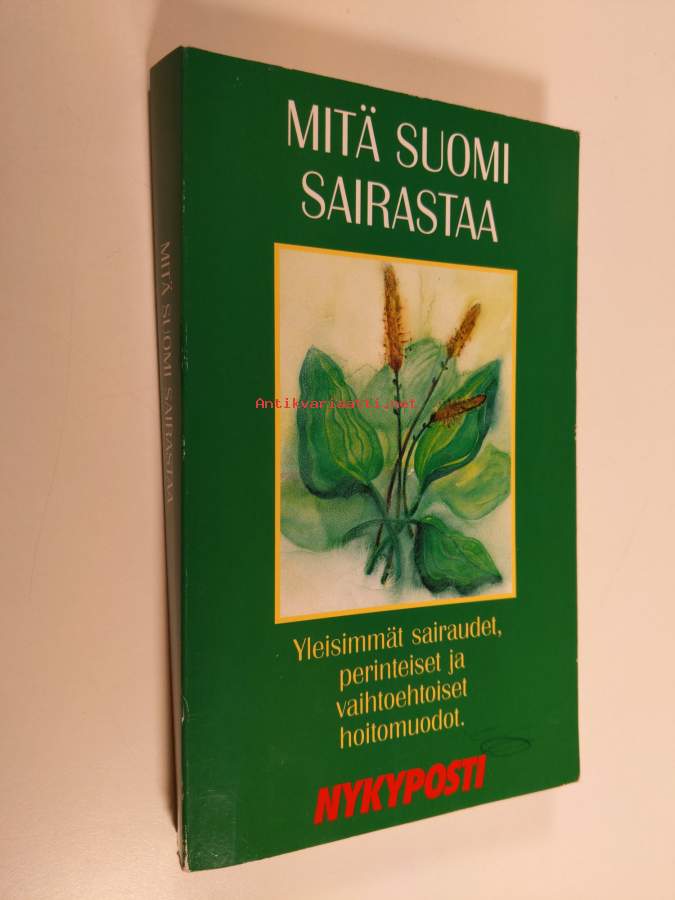 MITÄ SUOMI
SAIRASTAA
MITÄ SUOMI SAIRASTAA
Antikvariaatti.net
Yleisimmät sairaudet,
perinteiset ja
vaihtoehtoiset
hoitomuodot.
NYKYPOSTI